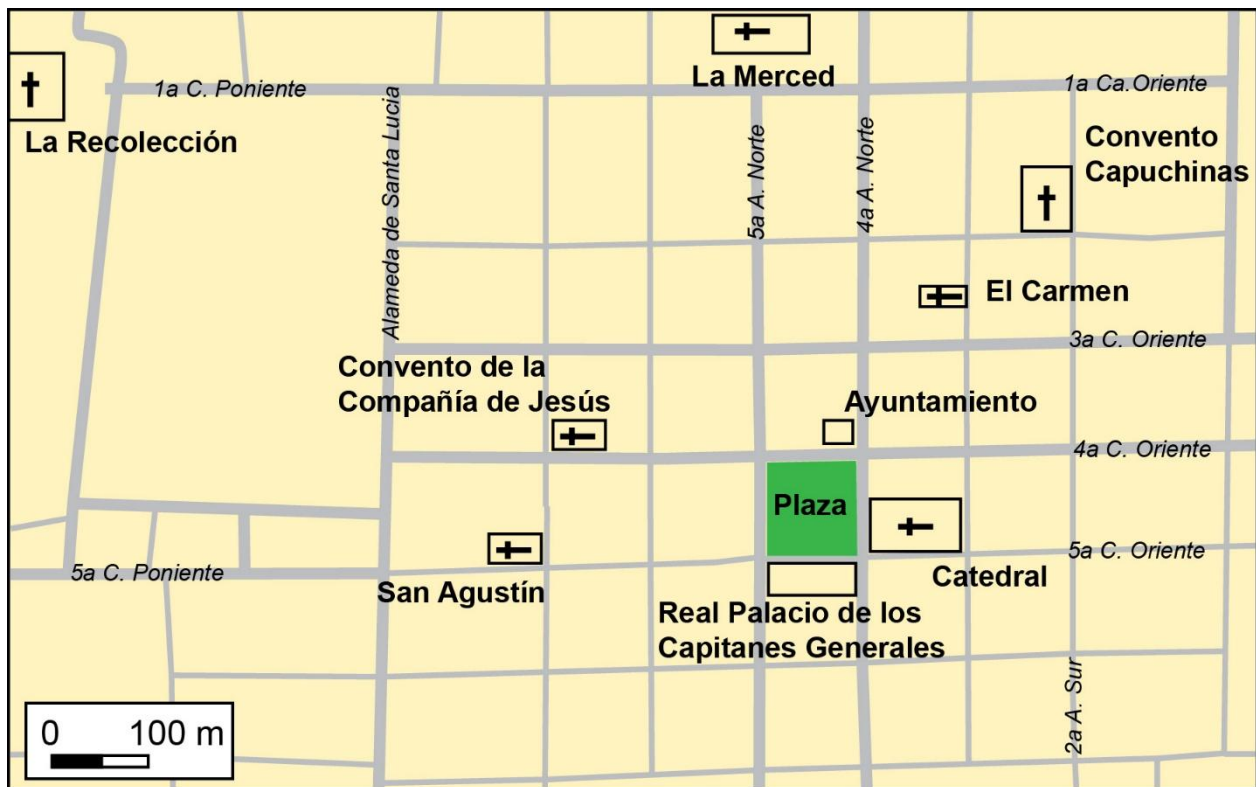 La Merced
1a C. Poniente
1a Ca.Oriente
La Recolección
Alameda de Santa Lucia
5a A. Norte
4a A. Norte
Convento
Capuchinas
El Carmen
3a C. Oriente
Convento de la
Compañía de Jesús
Ayuntamiento
4a C. Oriente
Plaza
5a C. Oriente
5a C. Poniente
San Agustín
Catedral
Real Palacio de los
Capitanes Generales
2a A. Sur
0 100 m